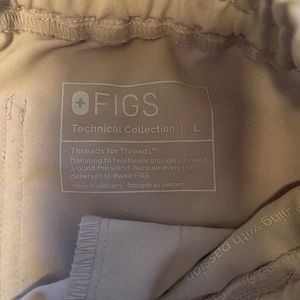 FIGS
Technical Collection | L
Threads for Threads™
Donating to healthcare providers in need
around the world. Because everyone
deserves to #wearFIGS
made in vietnam - fabriqué au vietnam
with passion